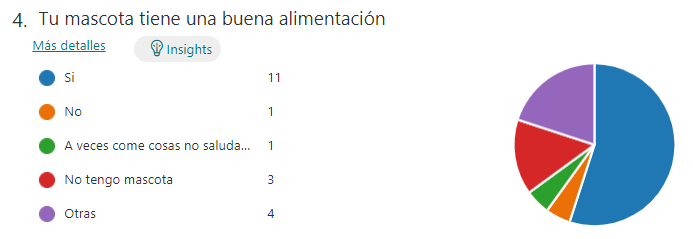 4. Tu mascota tiene una buena alimentación
Más detalles Insights
Si 11
No 1
A veces come cosas no saluda... 1
No tengo mascota 3
Otras 4